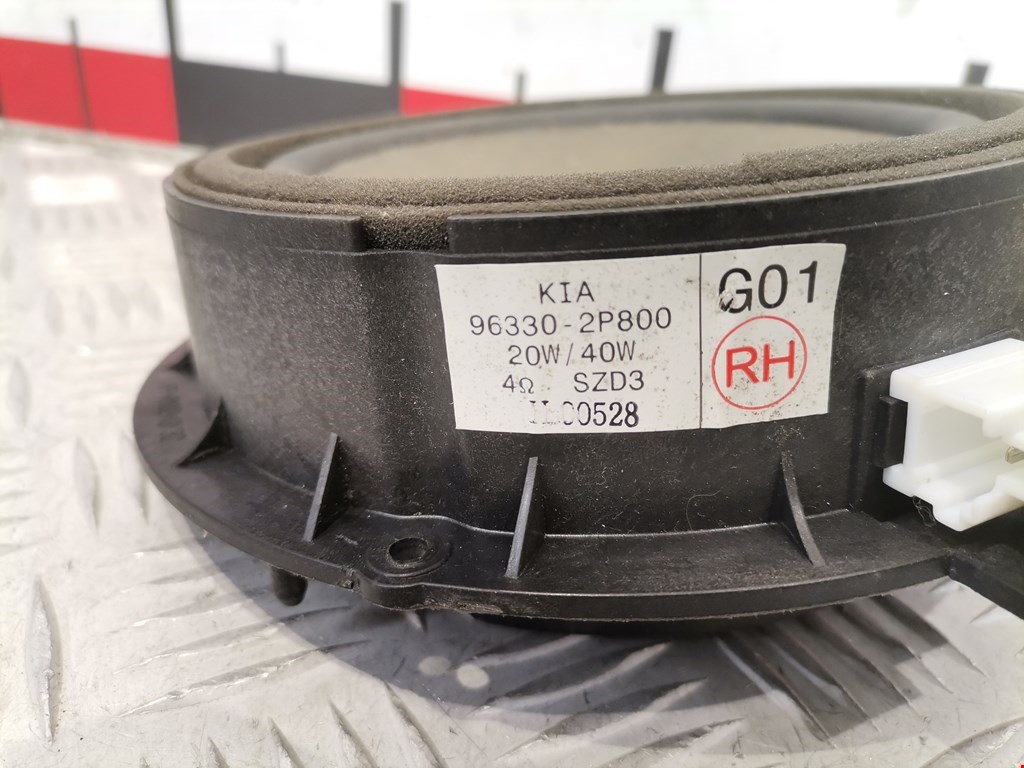 KIA
96330-2P800
20W/40W
4Ω SZD3
G01
RH